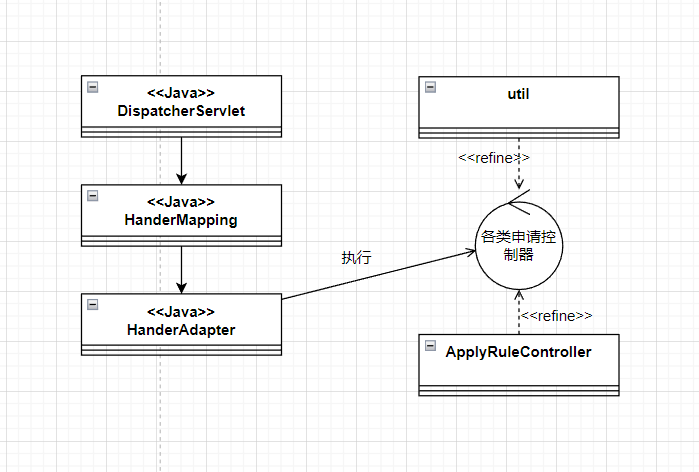 <<Java>>
DispatcherServlet
util
<<refine>>
<<Java>>
HanderMapping
各类申请控
制器
执行
<<Java>>
HanderAdapter
<<refine>>
ApplyRuleController